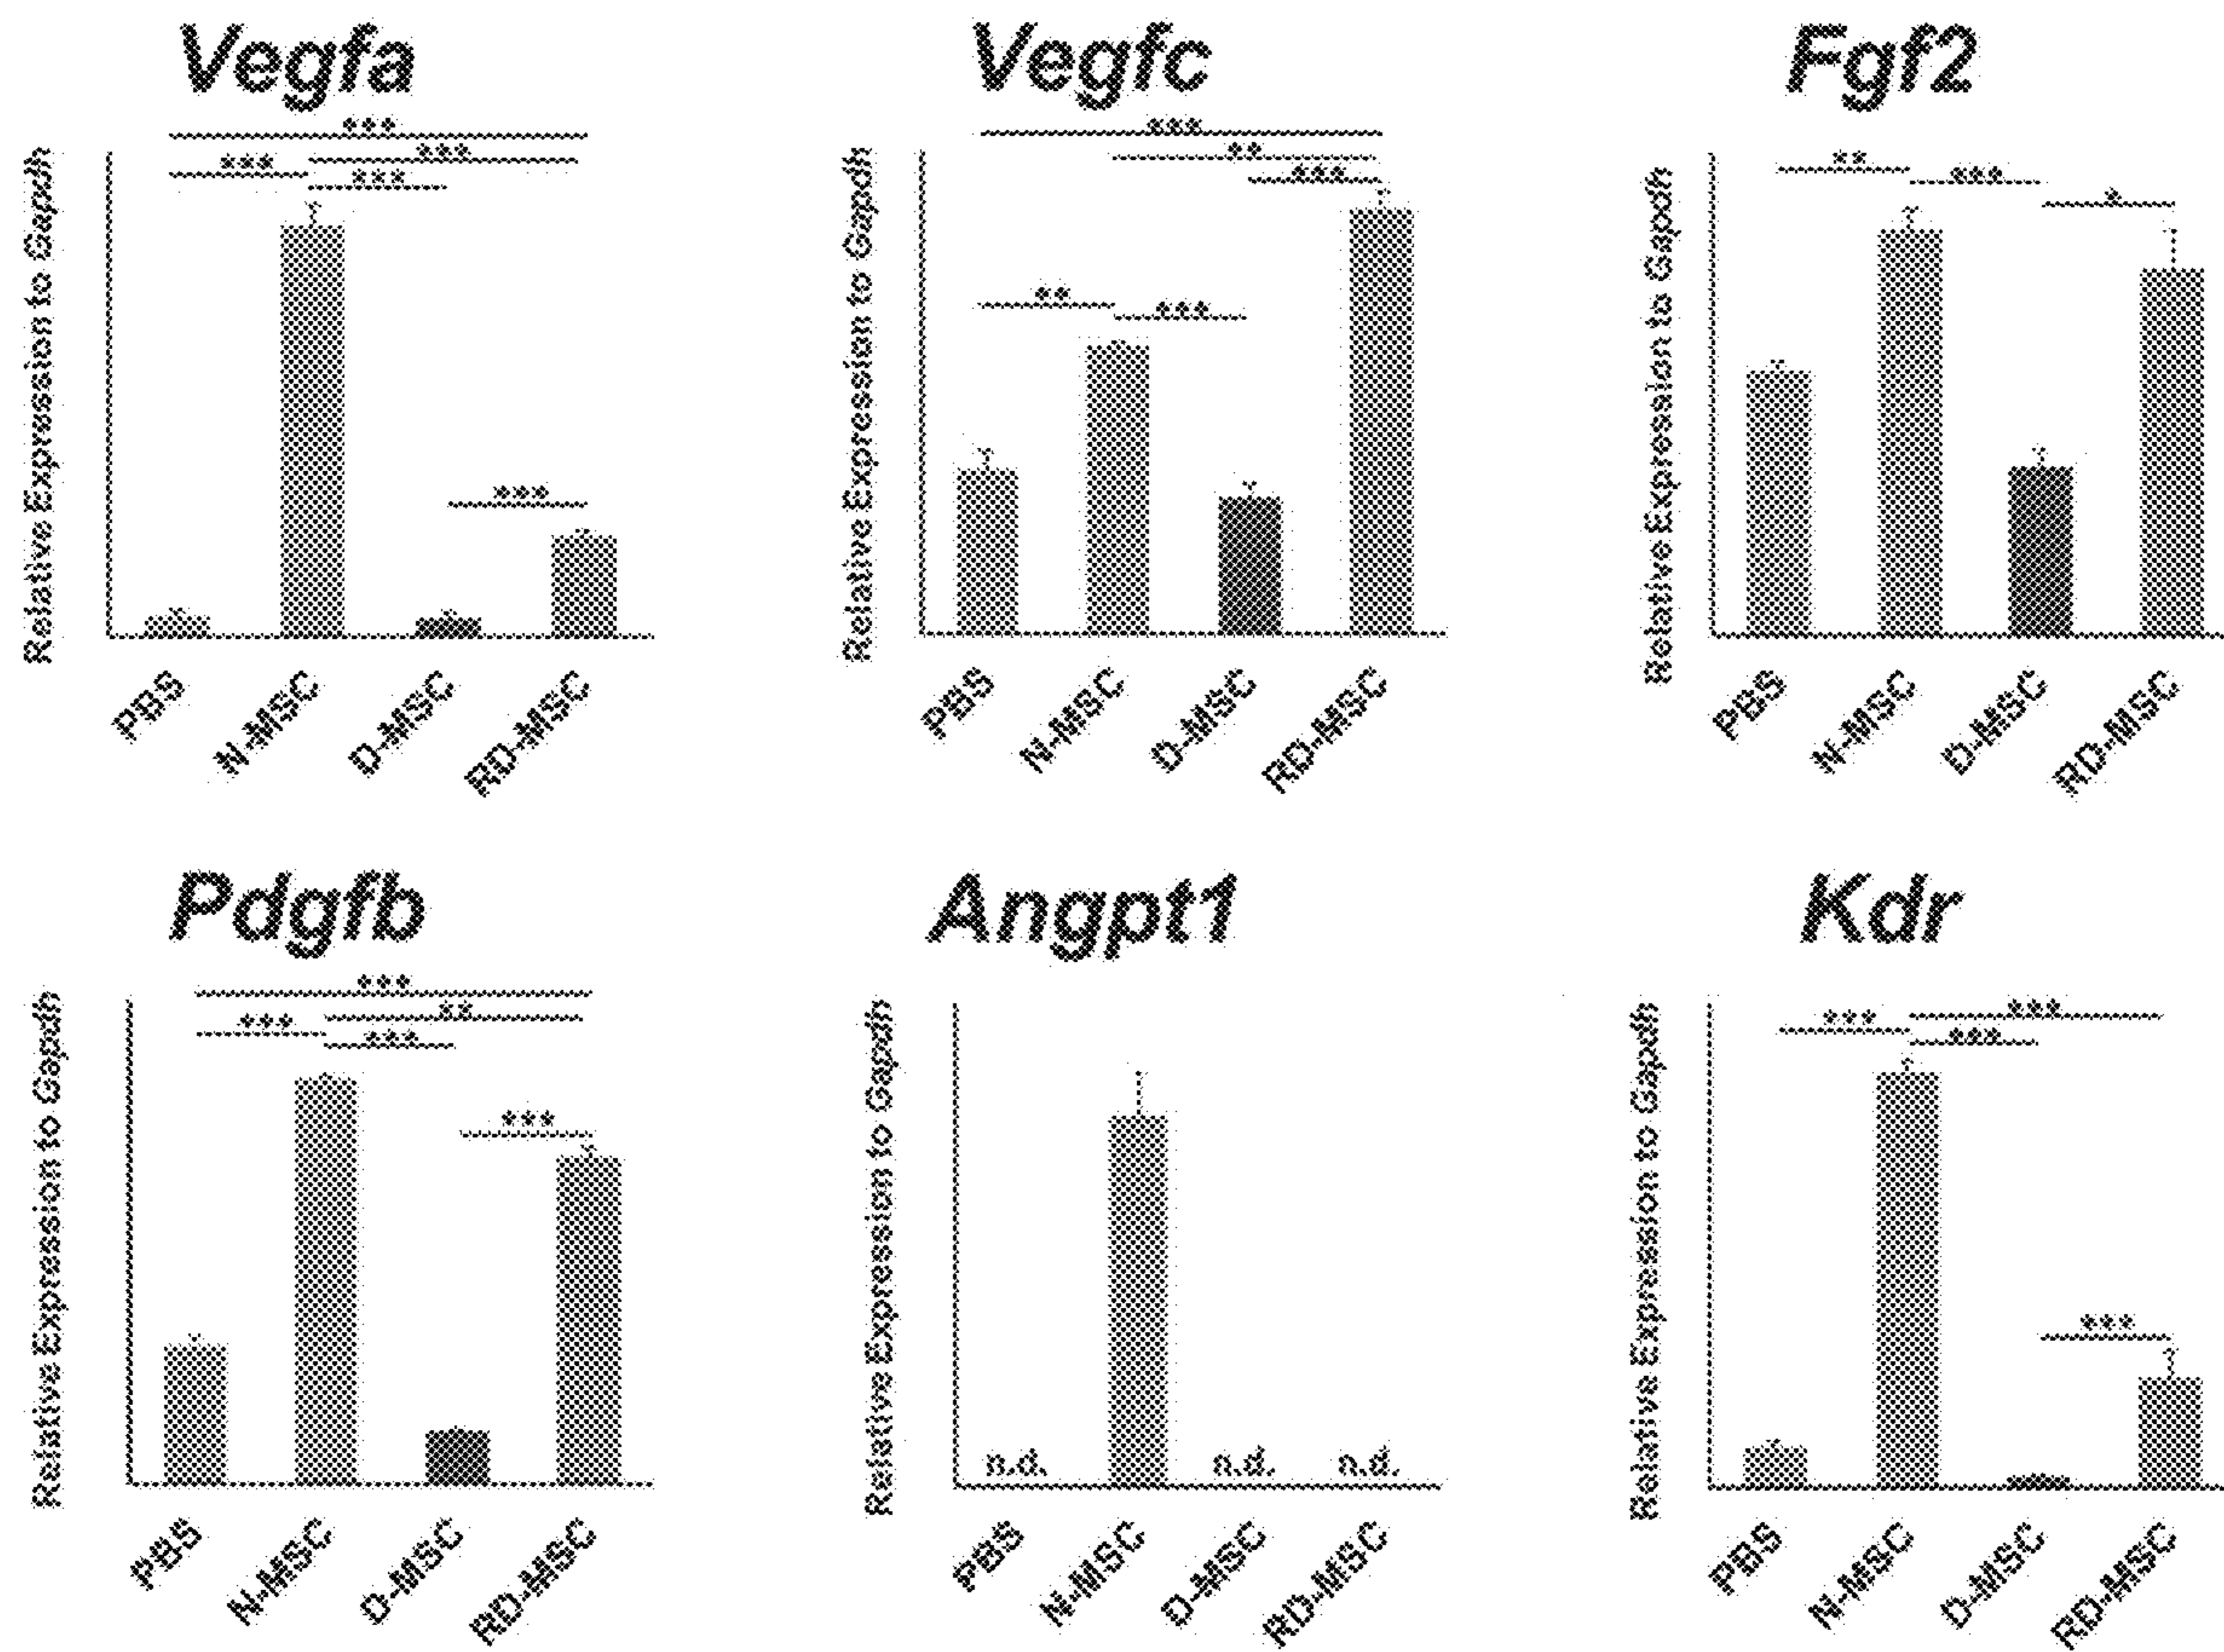 Vegfa
Vegfc
Fgf2
***
***
***
***
***
Relative Expression to Gapdh
PBS
N-MSC
D-MSC
RD-MSC
***
**
***
**
***
Relative Expression to Gapdh
PBS
N-MSC
D-MSC
RD-MSC
**
***
*
Relative Expression to Gapdh
PBS
N-MSC
D-MSC
RD-MSC
Pdgfb
Angpt1
Kdr
***
**
***
***
***
Relative Expression to Gapdh
PBS
N-MSC
D-MSC
RD-MSC
Relative Expression to Gapdh
n.d.
n.d.
n.d.
PBS
N-MSC
D-MSC
RD-MSC
***
***
***
***
Relative Expression to Gapdh
PBS
N-MSC
D-MSC
RD-MSC